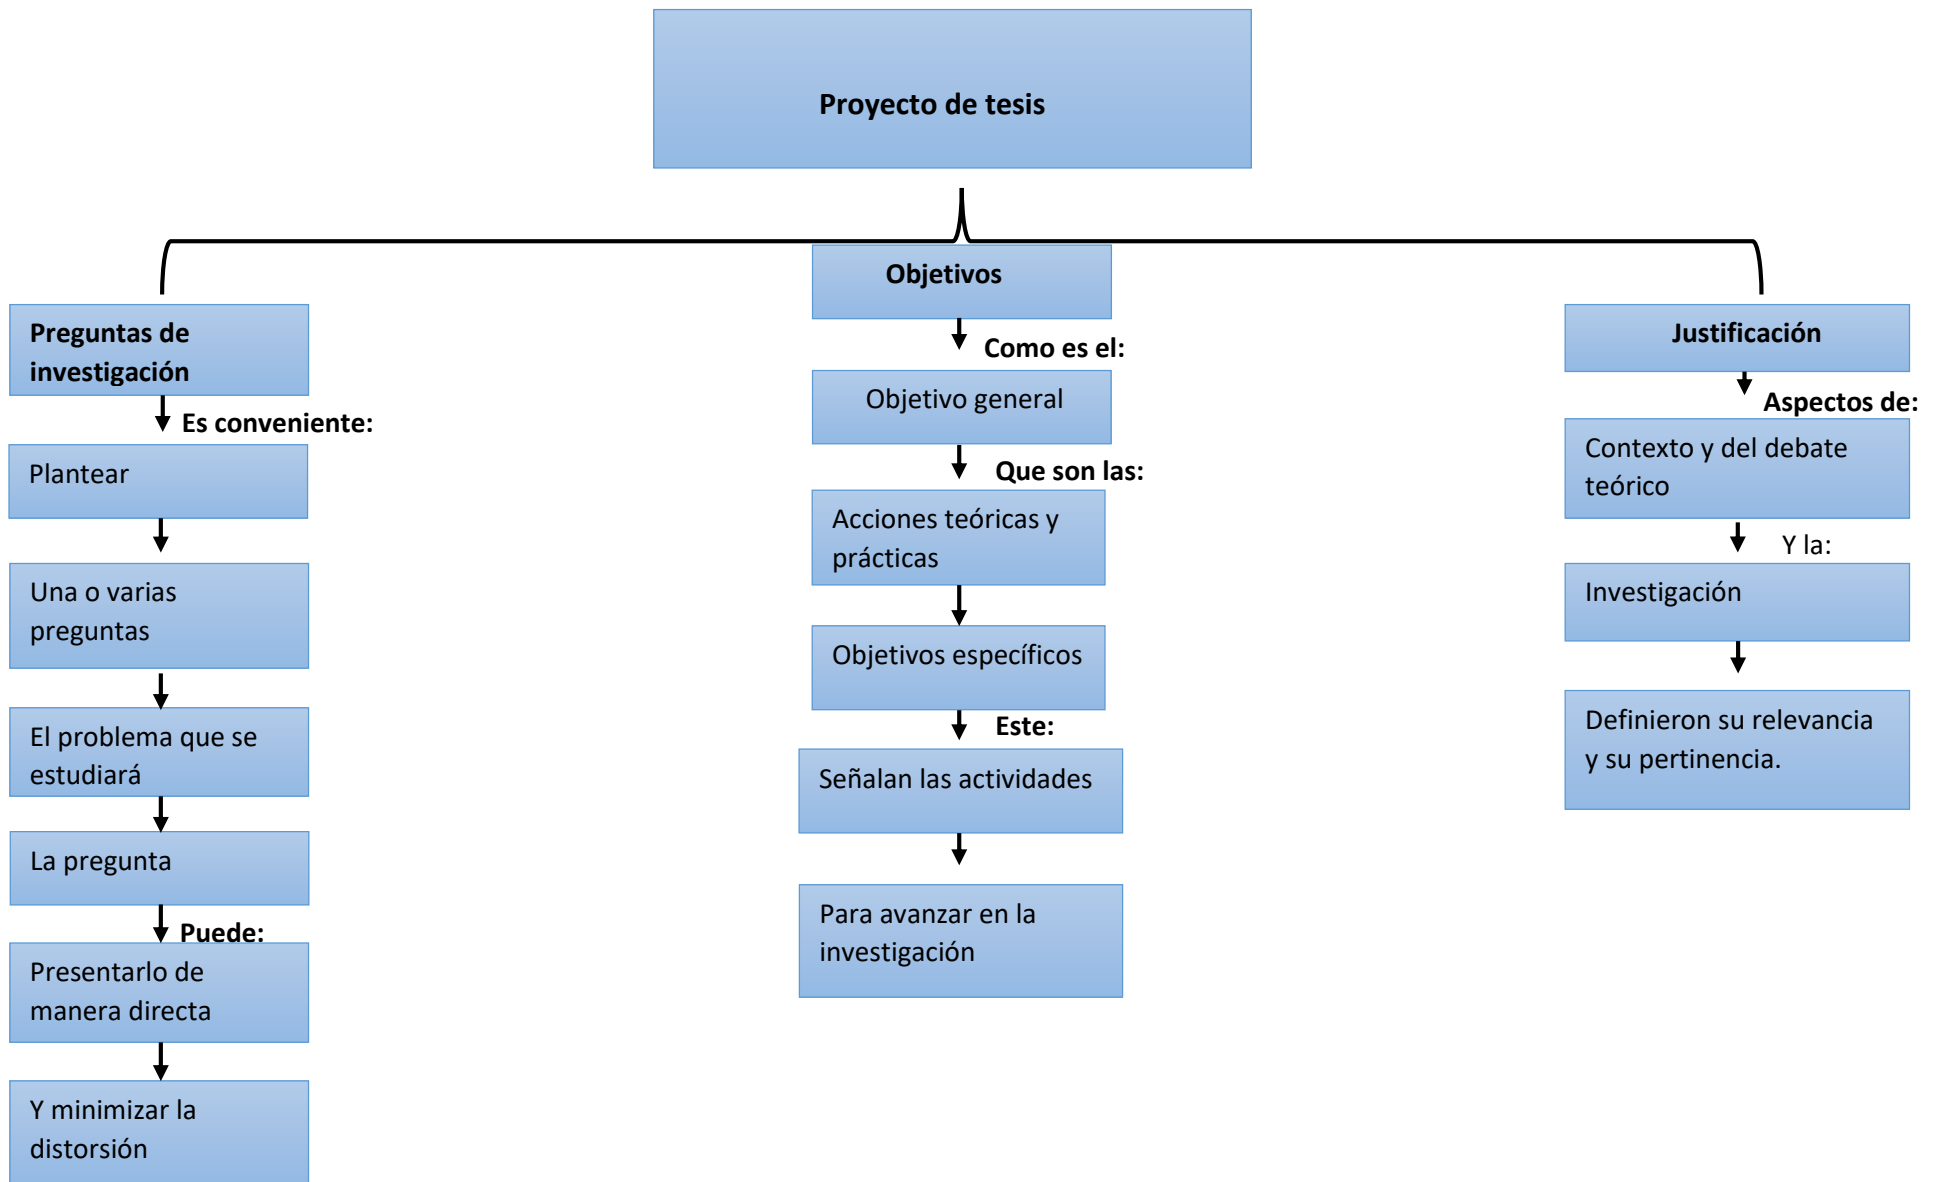 Proyecto de tesis
Preguntas de
investigación
Es conveniente:
Plantear
Una o varias
preguntas
El problema que se
estudiará
La pregunta
Puede:
Presentarlo de
manera directa
Y minimizar la
distorsión
Objetivos
Como es el:
Objetivo general
Que son las:
Acciones teóricas y
prácticas
Objetivos específicos
Este:
Señalan las actividades
Para avanzar en la
investigación
Justificación
Aspectos de:
Contexto y del debate
teórico
Y la:
Investigación
Definieron su relevancia
y su pertinencia.